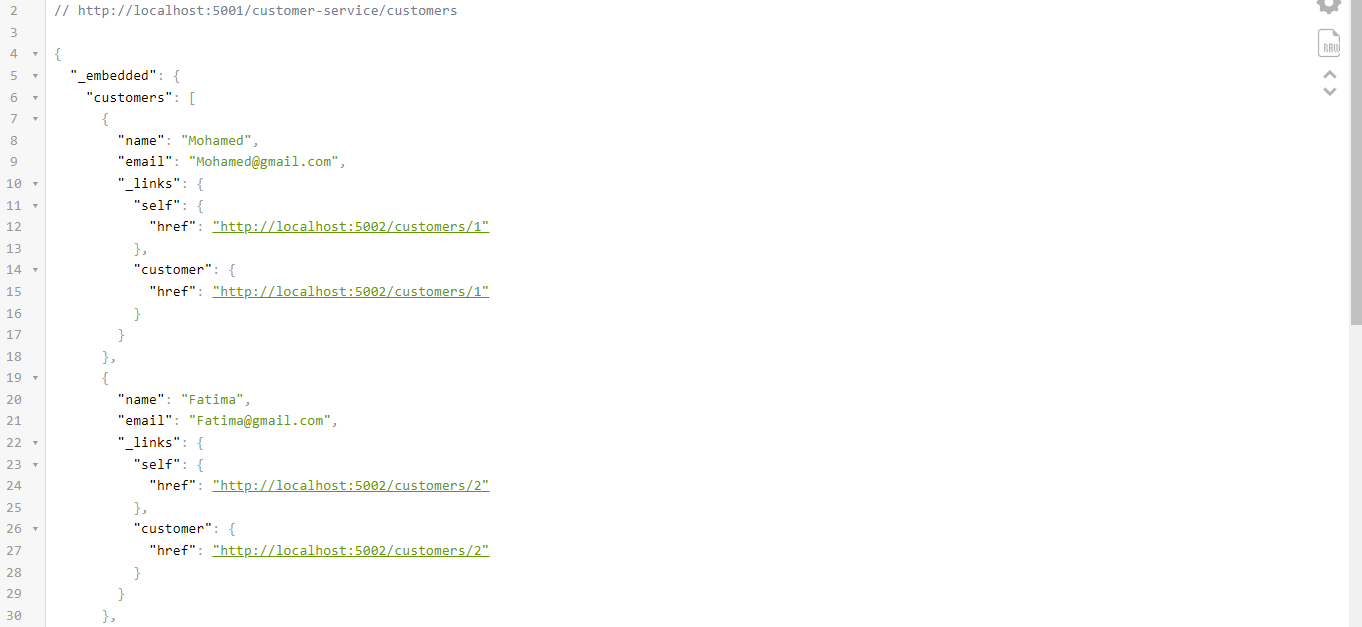 2 // http://localhost:5001/customer-service/customers
3
4 {
5 "_embedded": {
6 "customers": [
7 {
8 "name": "Mohamed",
9 "email": "Mohamed@gmail.com",
10 "_links": {
11 "self": {
12 "href": "http://localhost:5002/customers/1"
13 },
14 "customer": {
15 "href": "http://localhost:5002/customers/1"
16 }
17 }
18 },
19 {
20 "name": "Fatima",
21 "email": "Fatima@gmail.com",
22 "_links": {
23 "self": {
24 "href": "http://localhost:5002/customers/2"
25 },
26 "customer": {
27 "href": "http://localhost:5002/customers/2"
28 }
29 }
30 },
RAW